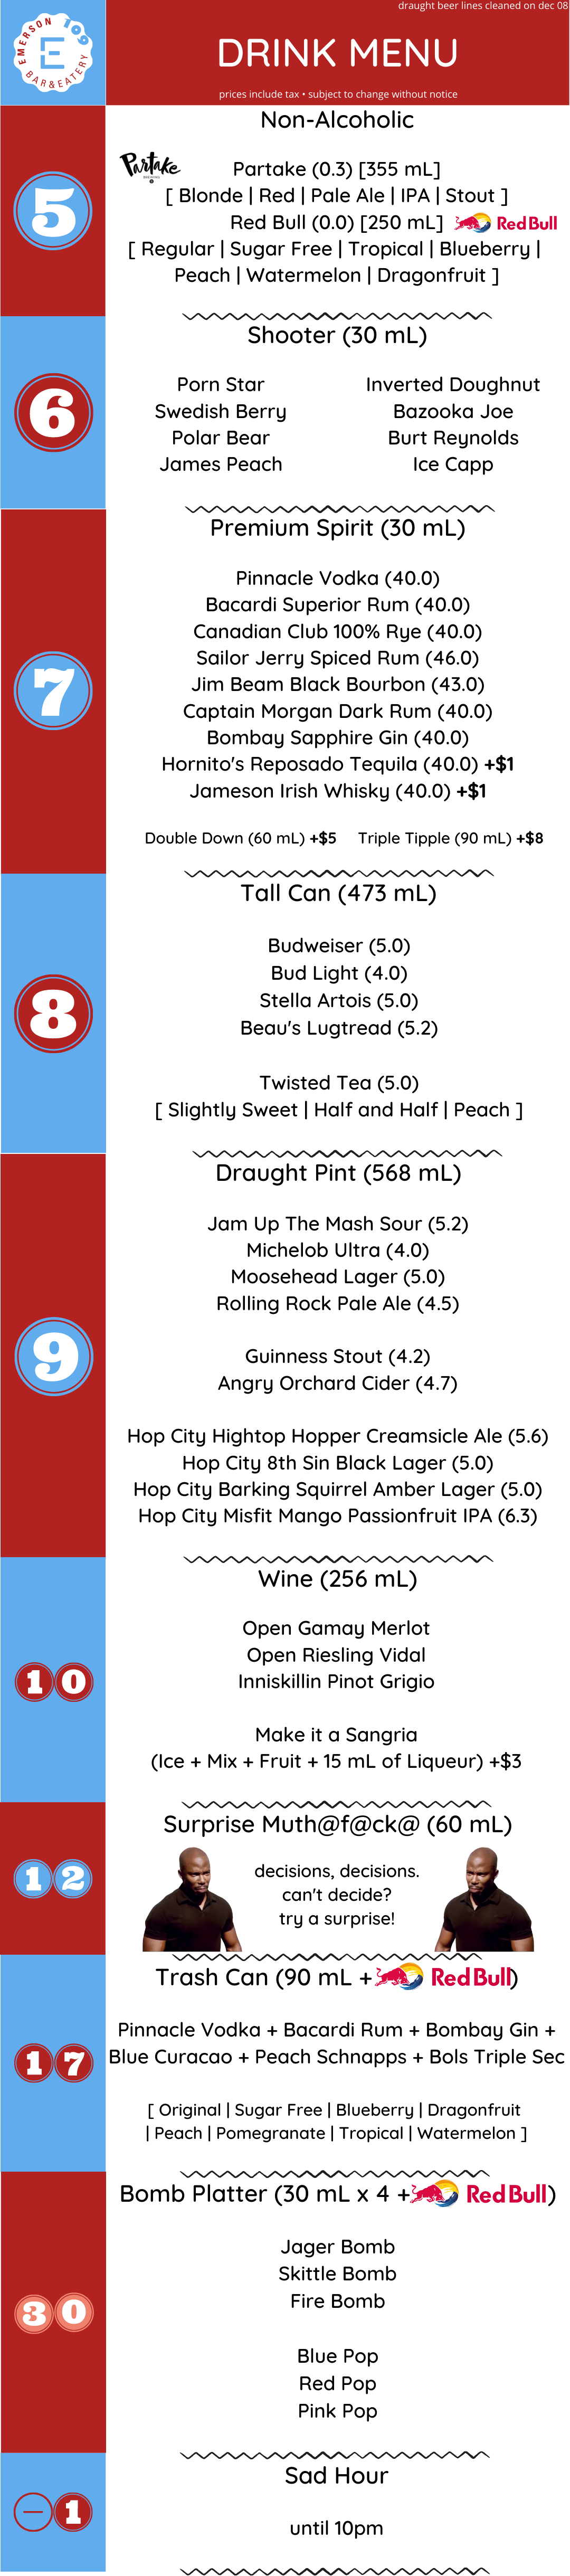 draught beer lines cleaned on dec 08
EMERSON 109
E
BAR & EATERY
DRINK MENU
prices include tax • subject to change without notice
5
Non-Alcoholic
Partake
BREWING
Partake (0.3) [355 mL]
[ Blonde | Red | Pale Ale | IPA | Stout ]
Red Bull (0.0) [250 mL]
Red Bull
[ Regular | Sugar Free | Tropical | Blueberry |
Peach | Watermelon | Dragonfruit ]
6
Shooter (30 mL)
Porn Star
Swedish Berry
Polar Bear
James Peach
Inverted Doughnut
Bazooka Joe
Burt Reynolds
Ice Capp
7
Premium Spirit (30 mL)
Pinnacle Vodka (40.0)
Bacardi Superior Rum (40.0)
Canadian Club 100% Rye (40.0)
Sailor Jerry Spiced Rum (46.0)
Jim Beam Black Bourbon (43.0)
Captain Morgan Dark Rum (40.0)
Bombay Sapphire Gin (40.0)
Hornito's Reposado Tequila (40.0) +$1
Jameson Irish Whisky (40.0) +$1
Double Down (60 mL) +$5 Triple Tipple (90 mL) +$8
8
Tall Can (473 mL)
Budweiser (5.0)
Bud Light (4.0)
Stella Artois (5.0)
Beau's Lugtread (5.2)
Twisted Tea (5.0)
[ Slightly Sweet | Half and Half | Peach ]
9
Draught Pint (568 mL)
Jam Up The Mash Sour (5.2)
Michelob Ultra (4.0)
Moosehead Lager (5.0)
Rolling Rock Pale Ale (4.5)
Guinness Stout (4.2)
Angry Orchard Cider (4.7)
Hop City Hightop Hopper Creamsicle Ale (5.6)
Hop City 8th Sin Black Lager (5.0)
Hop City Barking Squirrel Amber Lager (5.0)
Hop City Misfit Mango Passionfruit IPA (6.3)
10
Wine (256 mL)
Open Gamay Merlot
Open Riesling Vidal
Inniskillin Pinot Grigio
Make it a Sangria
(Ice + Mix + Fruit + 15 mL of Liqueur) +$3
12
Surprise Muth@f@ck@ (60 mL)
decisions, decisions.
can't decide?
try a surprise!
17
Trash Can (90 mL + Red Bull)
Pinnacle Vodka + Bacardi Rum + Bombay Gin +
Blue Curacao + Peach Schnapps + Bols Triple Sec
[ Original | Sugar Free | Blueberry | Dragonfruit
| Peach | Pomegranate | Tropical | Watermelon ]
30
Bomb Platter (30 mL x 4 + Red Bull)
Jager Bomb
Skittle Bomb
Fire Bomb
Blue Pop
Red Pop
Pink Pop
—1
Sad Hour
until 10pm